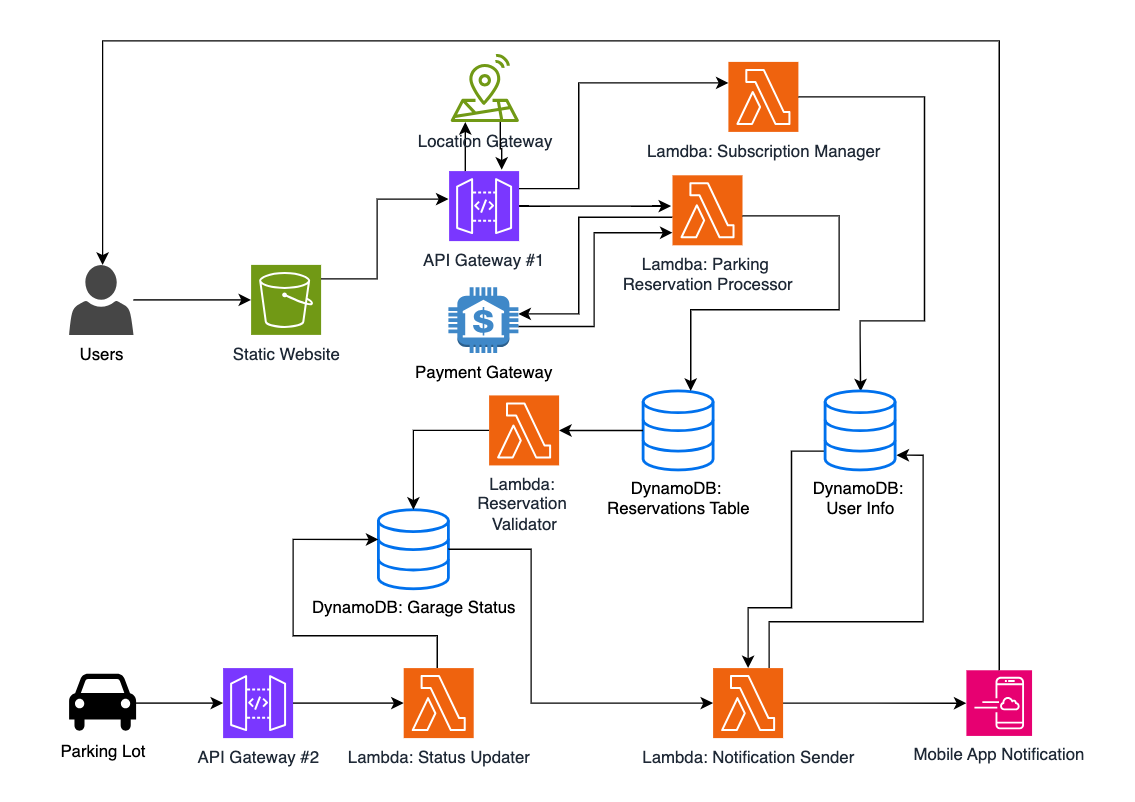 Location Gateway
Lamdba: Subscription Manager
</>
API Gateway #1
Lamdba: Parking
Reservation Processor
Users
Static Website
$
Payment Gateway
Lambda:
Reservation
Validator
DynamoDB:
Reservations Table
DynamoDB:
User Info
DynamoDB: Garage Status
Parking Lot
</>
API Gateway #2
Lambda: Status Updater
Lambda: Notification Sender
Mobile App Notification